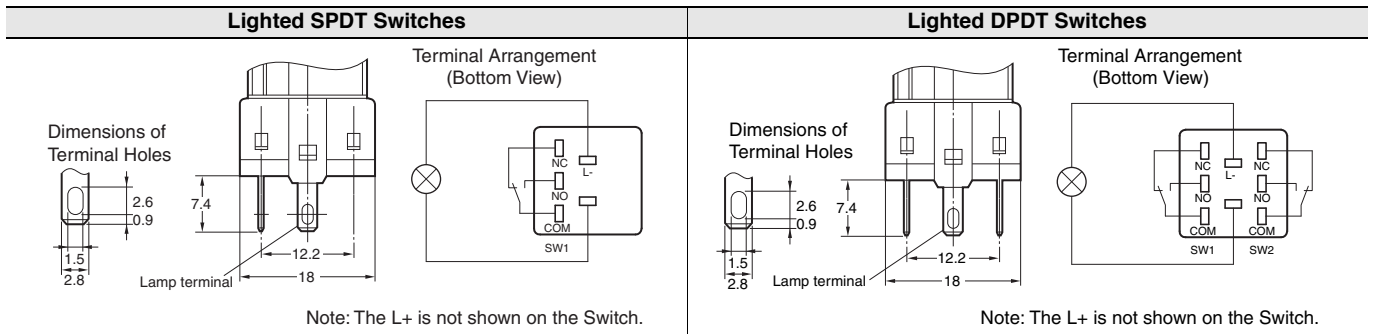 Lighted SPDT Switches
Terminal Arrangement
(Bottom View)
Dimensions of
Terminal Holes
2.6
0.9
1.5
2.8
7.4
12.2
18
Lamp terminal
NC
L-
NO
COM
SW1
Note: The L+ is not shown on the Switch.
Lighted DPDT Switches
Terminal Arrangement
(Bottom View)
Dimensions of
Terminal Holes
2.6
0.9
1.5
2.8
7.4
12.2
18
Lamp terminal
NC L- NC
NO NO
COM COM
SW1 SW2
Note: The L+ is not shown on the Switch.